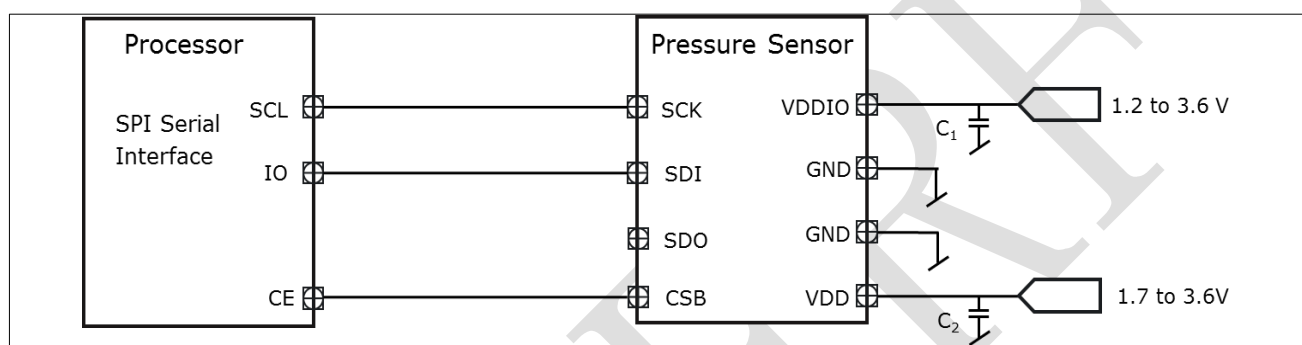 Processor
Pressure Sensor
SPI Serial
Interface
SCL
IO
CE
SCK
SDI
SDO
CSB
VDDIO
GND
GND
VDD
C1
C2
1.2 to 3.6 V
1.7 to 3.6V